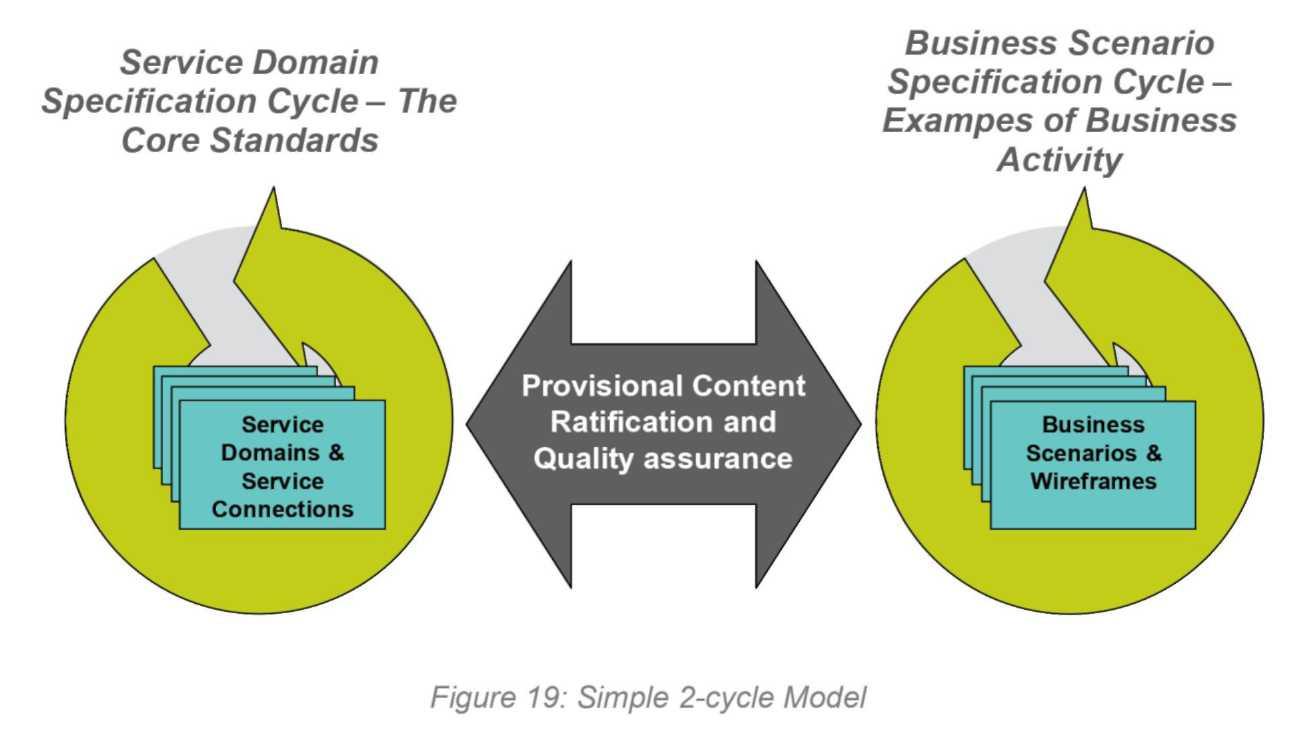 Service Domain
Specification Cycle – The
Core Standards
Business Scenario
Specification Cycle –
Exampes of Business
Activity
Service
Domains &
Service
Connections
Provisional Content
Ratification and
Quality assurance
Business
Scenarios &
Wireframes
Figure 19: Simple 2-cycle Model